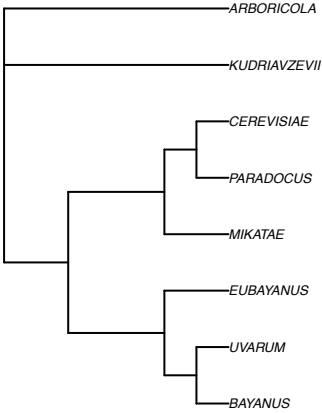 ARBORICOLA
KUDRIAVZEVII
CEREVISIAE
PARADOCUS
MIKATAE
EUBAYANUS
UVARUM
BAYANUS